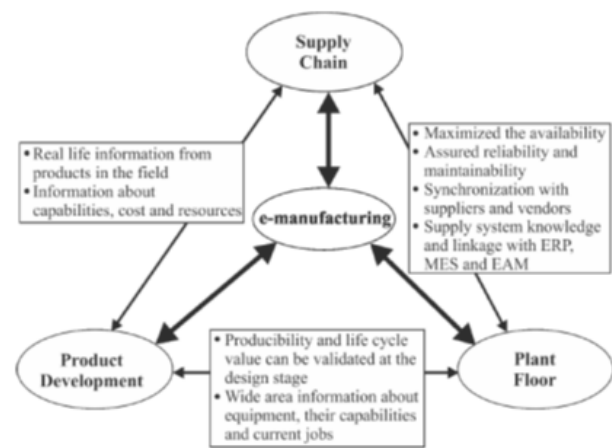 Supply
Chain
• Real life information from
products in the field
• Information about
capabilities, cost and resources
• Maximized the availability
• Assured reliability and
maintainability
• Synchronization with
suppliers and vendors
• Supply system knowledge
and linkage with ERP,
MES and EAM
e-manufacturing
Product
Development
• Producibility and life cycle
value can be validated at the
design stage
• Wide area information about
equipment, their capabilities
and current jobs
Plant
Floor